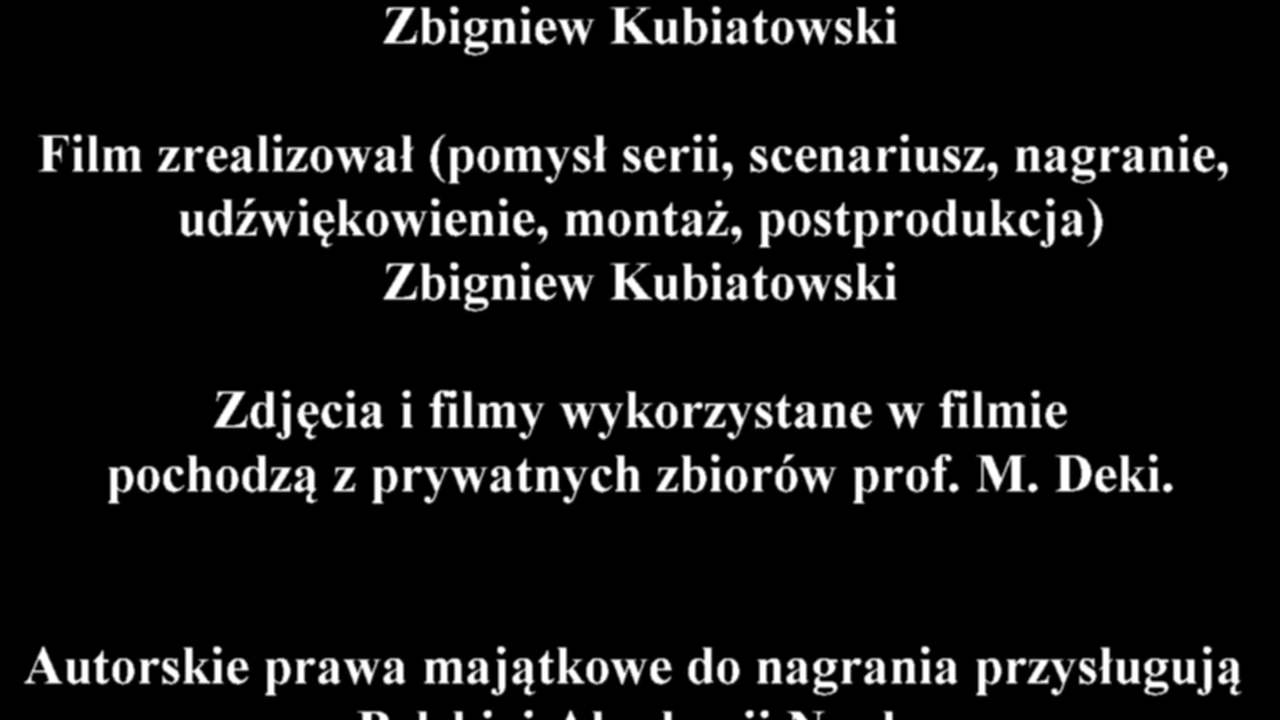 Zbigniew Kubiatowski
Film zrealizował (pomysł serii, scenariusz, nagranie,
udźwiękowienie, montaż, postprodukcja)
Zbigniew Kubiatowski
Zdjęcia i filmy wykorzystane w filmie
pochodzą z prywatnych zbiorów prof. M. Deki.
Autorskie prawa majątkowe do nagrania przysługują